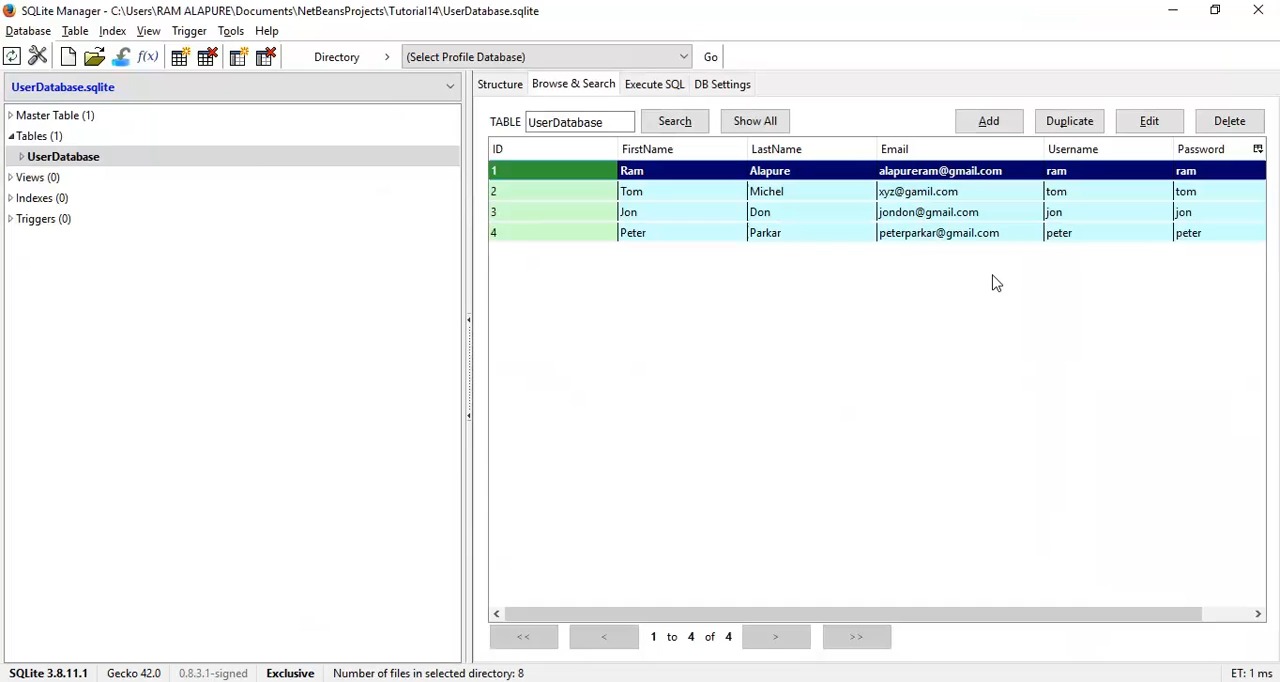 SQLite Manager - C:\Users\RAM ALAPURE\Documents\NetBeansProjects\Tutorial14\UserDatabase.sqlite
Database Table Index View Trigger Tools Help
f(x) Directory > (Select Profile Database) Go
UserDatabase.sqlite
Master Table (1)
Tables (1)
UserDatabase
Views (0)
Indexes (0)
Triggers (0)
Structure Browse & Search Execute SQL DB Settings
TABLE UserDatabase Search Show All Add Duplicate Edit Delete
ID FirstName LastName Email Username Password
1 Ram Alapure alapureram@gmail.com ram ram
2 Tom Michel xyz@gamil.com tom tom
3 Jon Don jondon@gmail.com jon jon
4 Peter Parkar peterparkar@gmail.com peter peter
<< < 1 to 4 of 4 > >>
SQLite 3.8.11.1 Gecko 42.0 0.8.3.1-signed Exclusive Number of files in selected directory: 8 ET: 1 ms